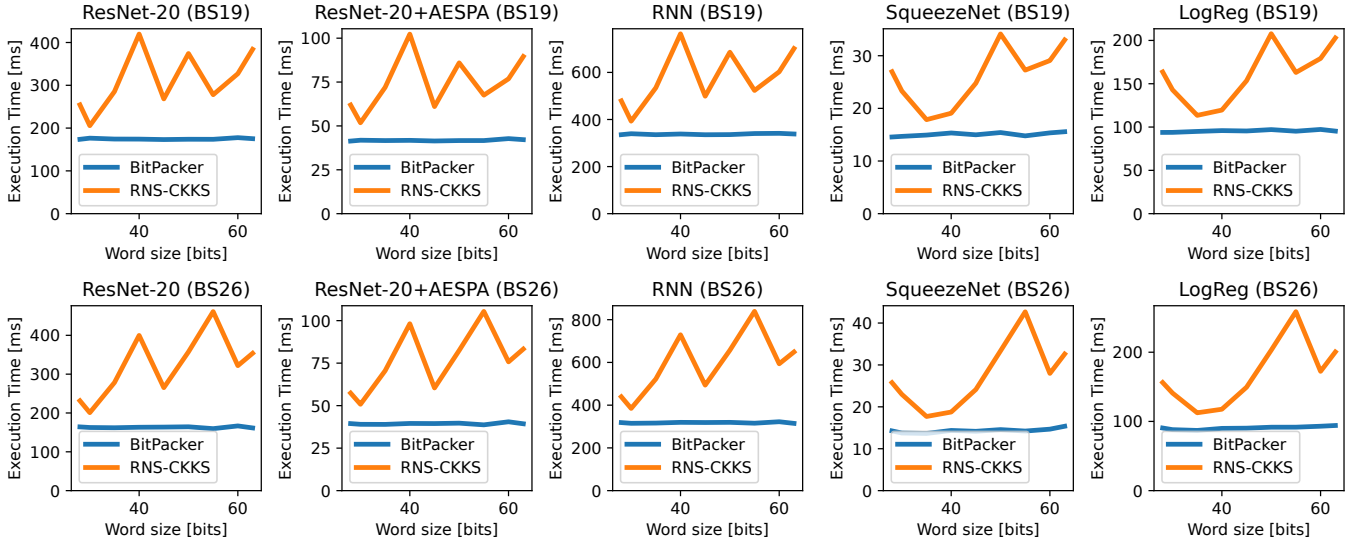 ResNet-20 (BS19)
Execution Time [ms]
400
300
200
100
0
BitPacker
RNS-CKKS
40
60
Word size [bits]
ResNet-20+AESPA (BS19)
Execution Time [ms]
100
75
50
25
0
BitPacker
RNS-CKKS
40
60
Word size [bits]
RNN (BS19)
Execution Time [ms]
600
400
200
0
BitPacker
RNS-CKKS
40
60
Word size [bits]
SqueezeNet (BS19)
Execution Time [ms]
30
20
10
0
BitPacker
RNS-CKKS
40
60
Word size [bits]
LogReg (BS19)
Execution Time [ms]
200
150
100
50
0
BitPacker
RNS-CKKS
40
60
Word size [bits]
ResNet-20 (BS26)
Execution Time [ms]
400
300
200
100
0
BitPacker
RNS-CKKS
40
60
Word size [bits]
ResNet-20+AESPA (BS26)
Execution Time [ms]
100
75
50
25
0
BitPacker
RNS-CKKS
40
60
Word size [bits]
RNN (BS26)
Execution Time [ms]
800
600
400
200
0
BitPacker
RNS-CKKS
40
60
Word size [bits]
SqueezeNet (BS26)
Execution Time [ms]
40
30
20
10
0
BitPacker
RNS-CKKS
40
60
Word size [bits]
LogReg (BS26)
Execution Time [ms]
200
100
0
BitPacker
RNS-CKKS
40
60
Word size [bits]